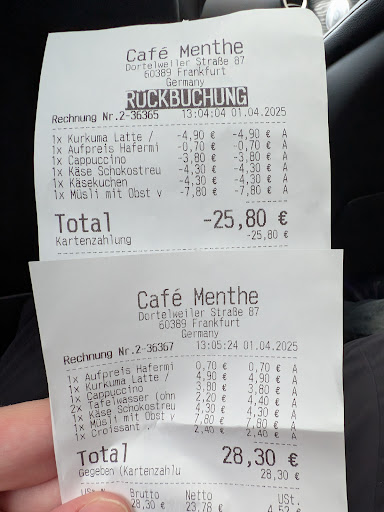 Café Menthe
Dortelweiler Straße 87
60389 Frankfurt
Germany
RÜCKBUCHUNG
Rechnung Nr.2-36365 13:04:04 01.04.2025
1x Kurkuma Latte / -4,90 € -4,90 € A
1x Aufpreis Hafermi -0,70 € -0,70 € A
1x Cappuccino -3,80 € -3,80 € A
1x Käse Schokostreu -4,30 € -4,30 € A
1x Käsekuchen -4,30 € -4,30 € A
1x Müsli mit Obst v -7,80 € -7,80 € A
Total -25,80 €
Kartenzahlung -25,80 €
Café Menthe
Dortelweiler Straße 87
60389 Frankfurt
Germany
Rechnung Nr.2-36367 13:05:24 01.04.2025
1x Aufpreis Hafermi 0,70 € 0,70 € A
1x Kurkuma Latte / 4,90 € 4,90 € A
1x Cappuccino 3,80 € 3,80 € A
2x Tafelwasser (ohn 2,20 € 4,40 € A
1x Käse Schokostreu 4,30 € 4,30 € A
1x Müsli mit Obst v 7,80 € 7,80 € A
1x Croissant . 2,40 € 2,40 € A
Total 28,30 €
Gegeben (Kartenzahlu 28,30 €
Brutto Netto USt.
28,30 € 23,78 € 4,52 €